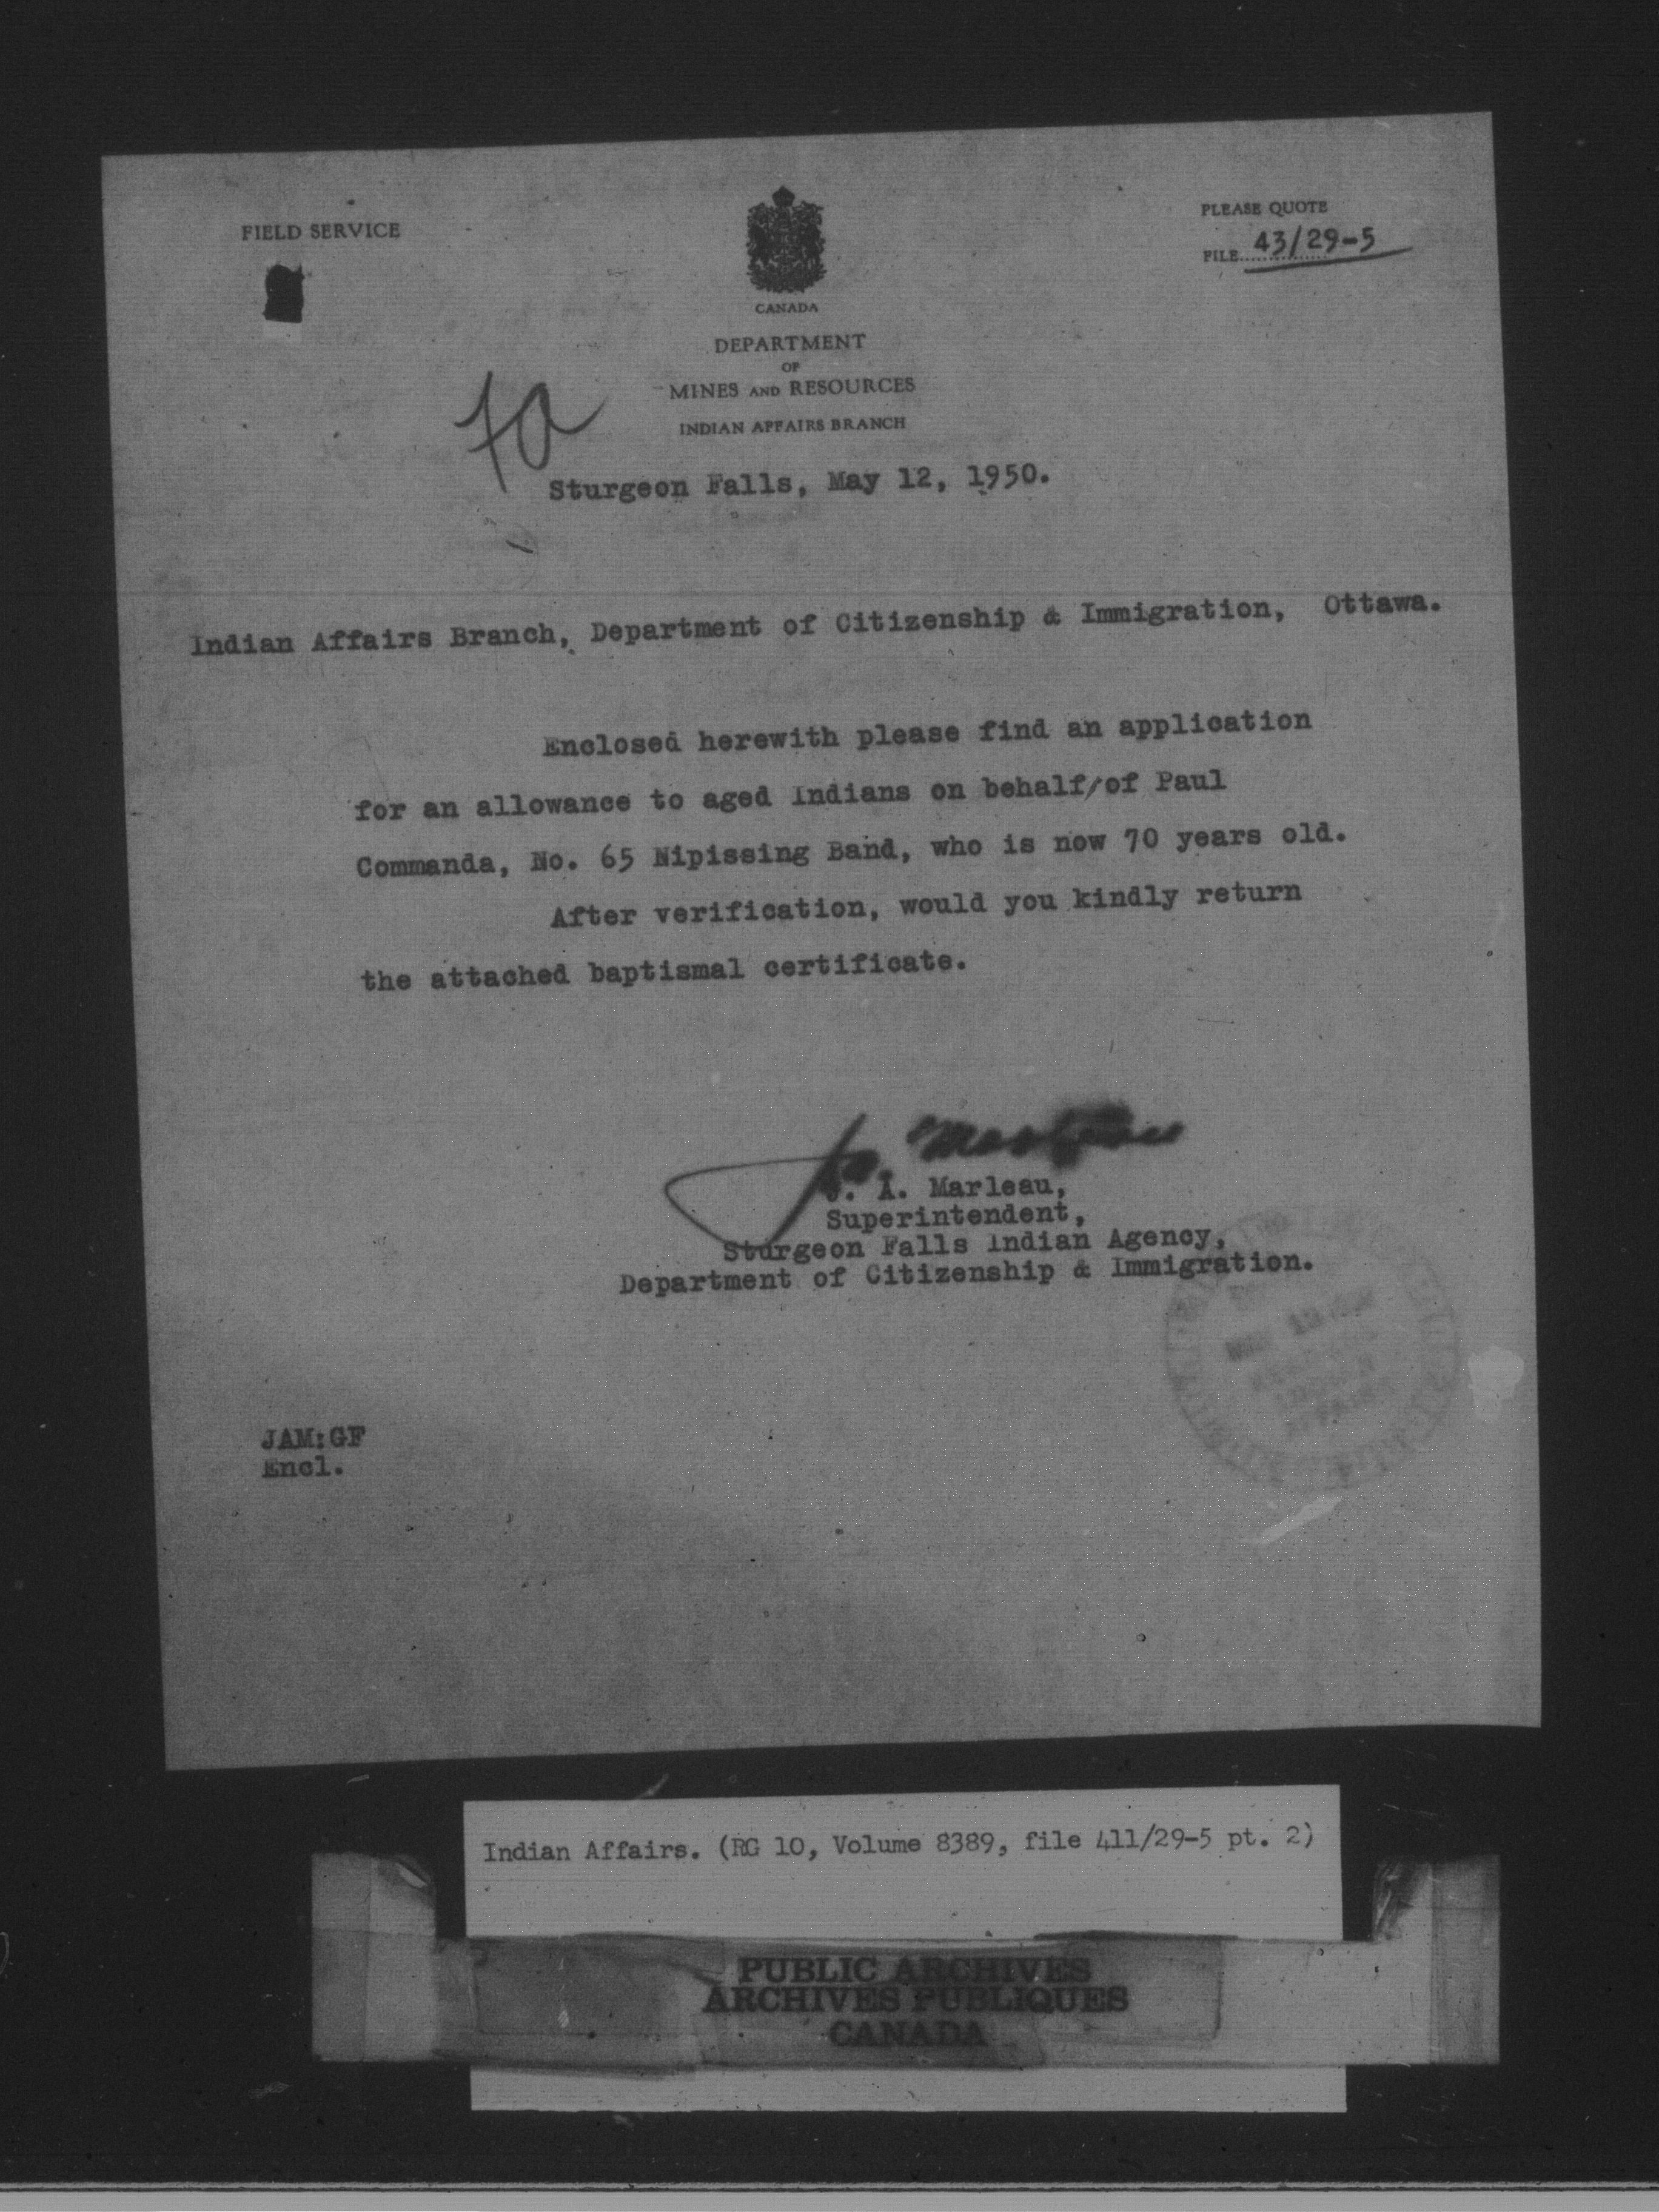 FIELD SERVICE
PLEASE QUOTE
FILE 43/29-5
CANADA
DEPARTMENT
OF
MINES AND RESOURCES
INDIAN AFFAIRS BRANCH
Sturgeon Falls, May 12, 1950.
Indian Affairs Branch, Department of Citizenship & Immigration, Ottawa.
Enclosed herewith please find an application
for an allowance to aged Indians on behalf/of Paul
Commanda, No. 65 Nipissing Band, who is now 70 years old.
After verification, would you kindly return
the attached baptismal certificate.
J. A. Marleau,
Superintendent,
Sturgeon Falls Indian Agency,
Department of Citizenship & Immigration.
JAM:GF
Encl.
Indian Affairs. (RG 10, Volume 8389, file 411/29-5 pt. 2)
PUBLIC ARCHIVES
ARCHIVES PUBLIQUES
CANADA